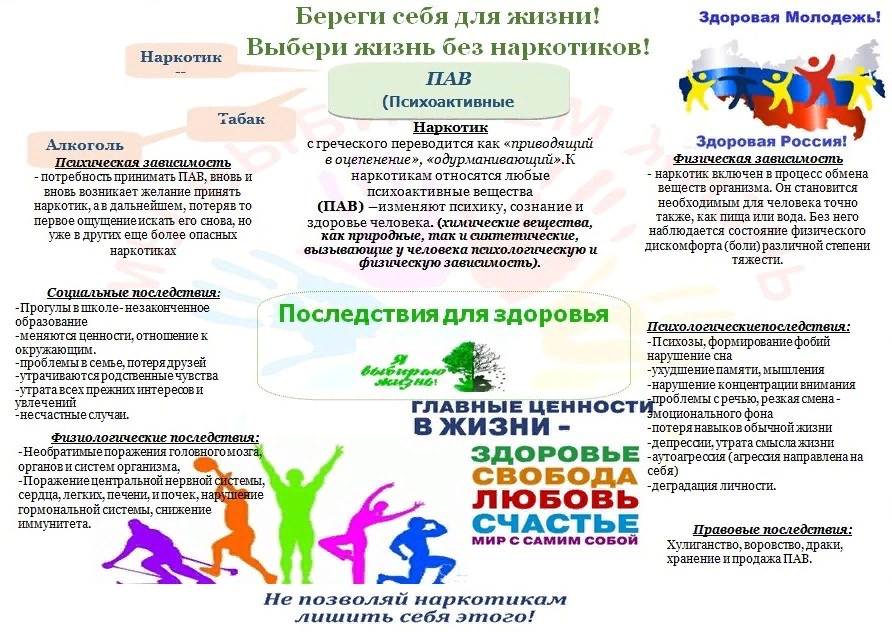 Береги себя для жизни!
Выбери жизнь без наркотиков!
Здоровая Молодежь!
Здоровая Россия!
Наркотик
--
Табак
Алкоголь
ПАВ
(Психоактивные
Психическая зависимость
- потребность принимать ПАВ, вновь и
вновь возникает желание принять
наркотик, а в дальнейшем, потеряв то
первое ощущениеискать его снова, но
уже в других еще более опасных
наркотиках
Наркотик
с греческого переводится как «приводящий
в оцепенение», «одурманивающий».К
наркотикам относятся любые
психоактивные вещества
(ПАВ) –изменяют психику, сознание и
здоровье человека. (химические вещества,
как природные, так и синтетические,
вызывающие у человека психологическую и
физическую зависимость).
Физическая зависимость
- наркотик включен в процесс обмена
веществ организма. Он становится
необходимым для человека точно
также, как пища или вода. Без него
наблюдается состояние физического
дискомфорта (боли) различной степени
тяжести.
Социальные последствия:
-Прогулы в школе- незаконченное
образование
-меняются ценности, отношение к
окружающим.
-проблемы в семье, потеря друзей
-утрачиваются родственные чувства
-утрата всех прежних интересов и
увлечений
-несчастные случаи.
Физиологические последствия:
-Необратимые поражения головного мозга,
органов и систем организма,
-Поражение центральной нервной системы,
сердца, легких, печени, и почек, нарушение
гормональной системы, снижение
иммунитета.
Последствия для здоровья
Я
выбираю
жизнь!
ГЛАВНЫЕ ЦЕННОСТИ
В ЖИЗНИ -
ЗДОРОВЬЕ
СВОБОДА
ЛЮБОВЬ
СЧАСТЬЕ
МИР С САМИМ СОБОЙ
Психологическиепоследствия:
-Психозы, формирование фобий
нарушение сна
-ухудшение памяти, мышления
-нарушение концентрации внимания
-проблемы с речью, резкая смена -
эмоционального фона
-потеря навыков обычной жизни
-депрессии, утрата смысла жизни
-аутоагрессия (агрессия направлена на
себя)
-деградация личности.
Правовые последствия:
Хулиганство, воровство, драки,
хранение и продажа ПАВ.
Не позволяй наркотикам
лишить себя этого!